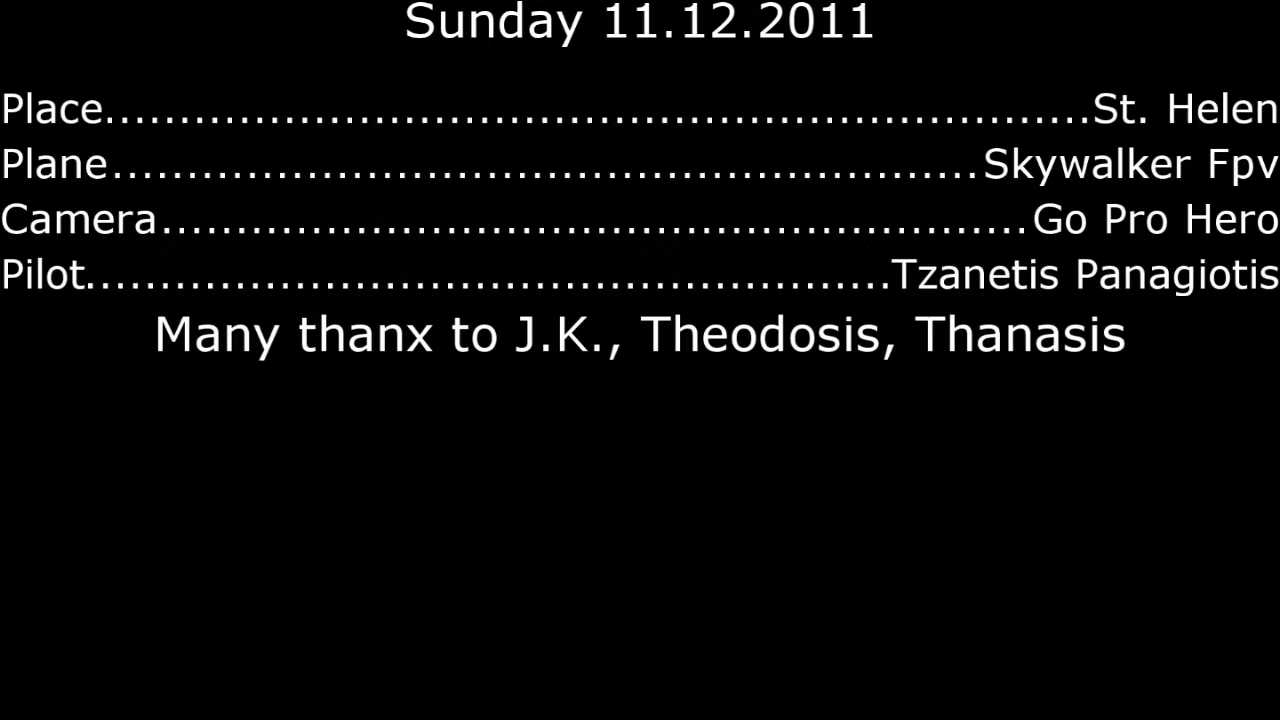 Sunday 11.12.2011
Place...................................................................St. Helen
Plane...........................................................Skywalker Fpv
Camera...........................................................Go Pro Hero
Pilot......................................................Tzanetis Panagiotis
Many thanx to J.K., Theodosis, Thanasis